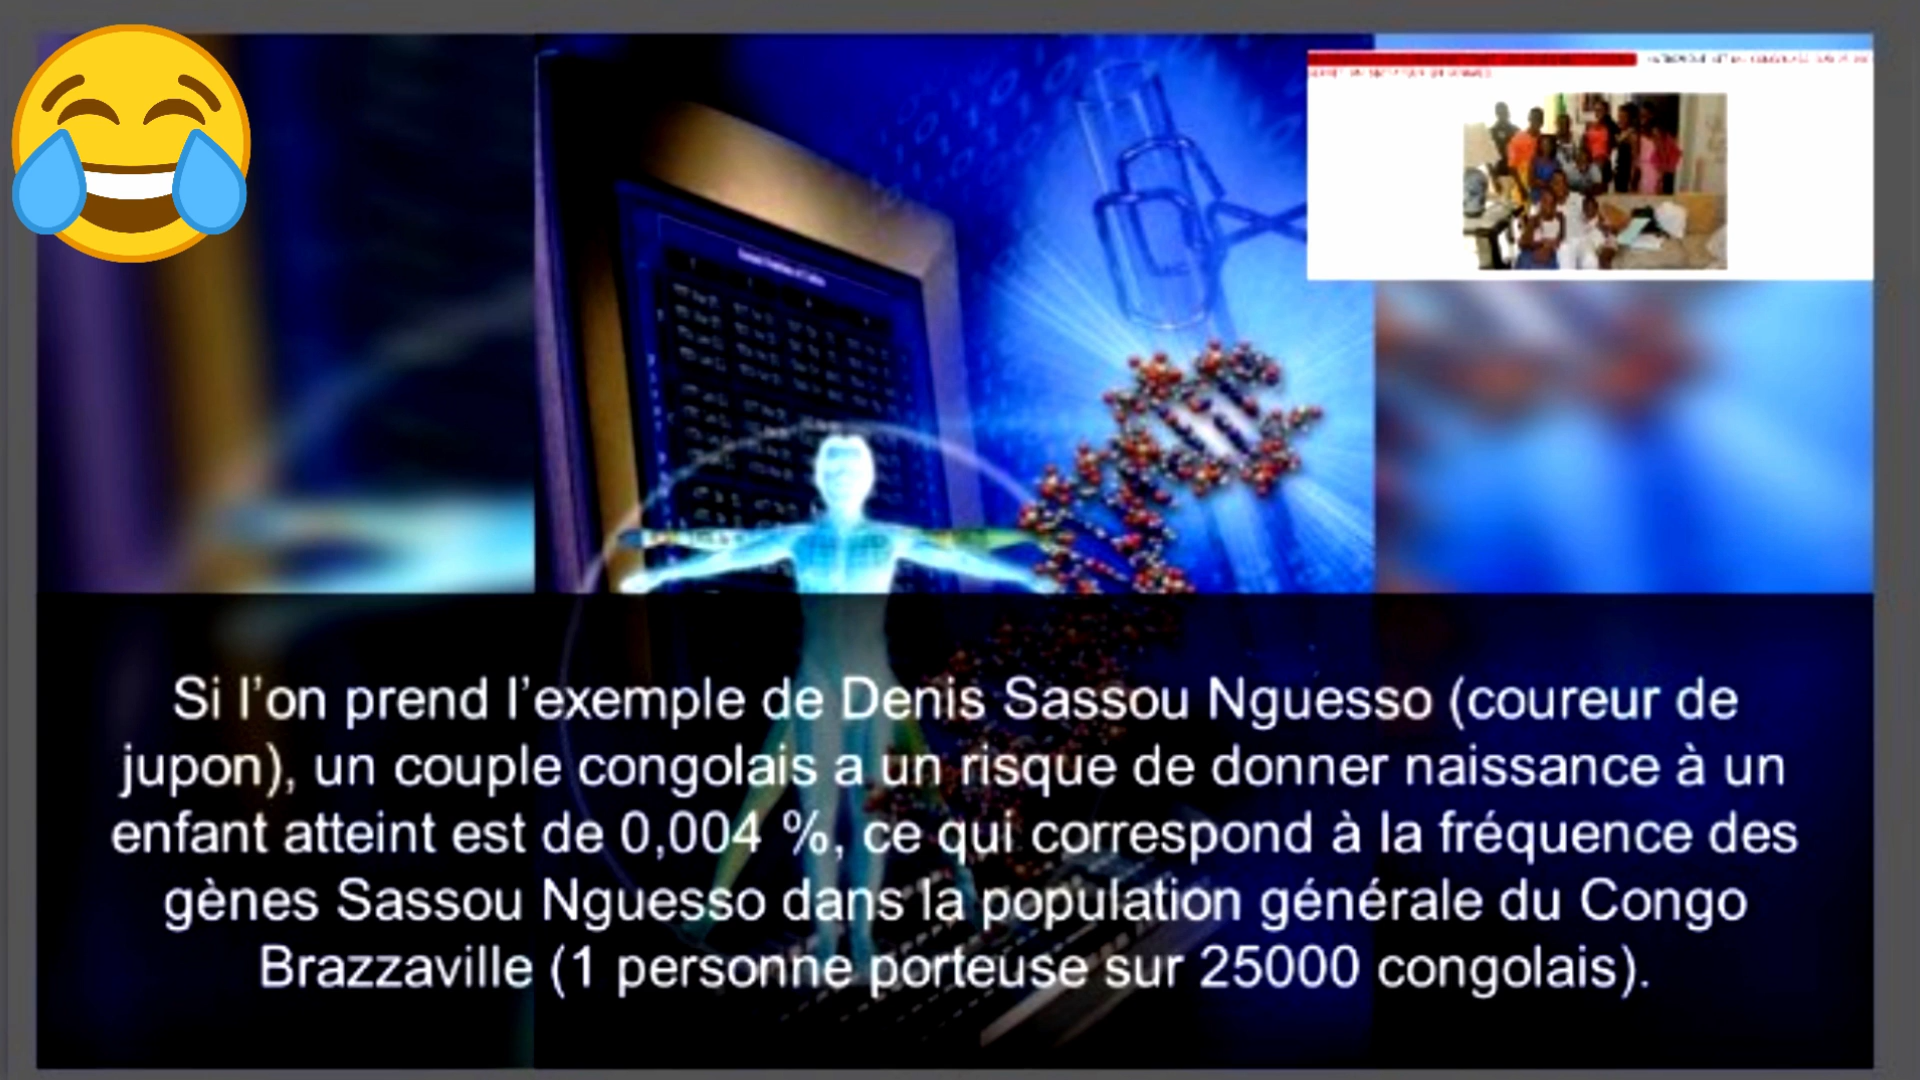 Si l’on prend l’exemple de Denis Sassou Nguesso (coureur de
jupon), un couple congolais a un risque de donner naissance à un
enfant atteint est de 0,004 %, ce qui correspond à la fréquence des
gènes Sassou Nguesso dans la population générale du Congo
Brazzaville (1 personne porteuse sur 25000 congolais).